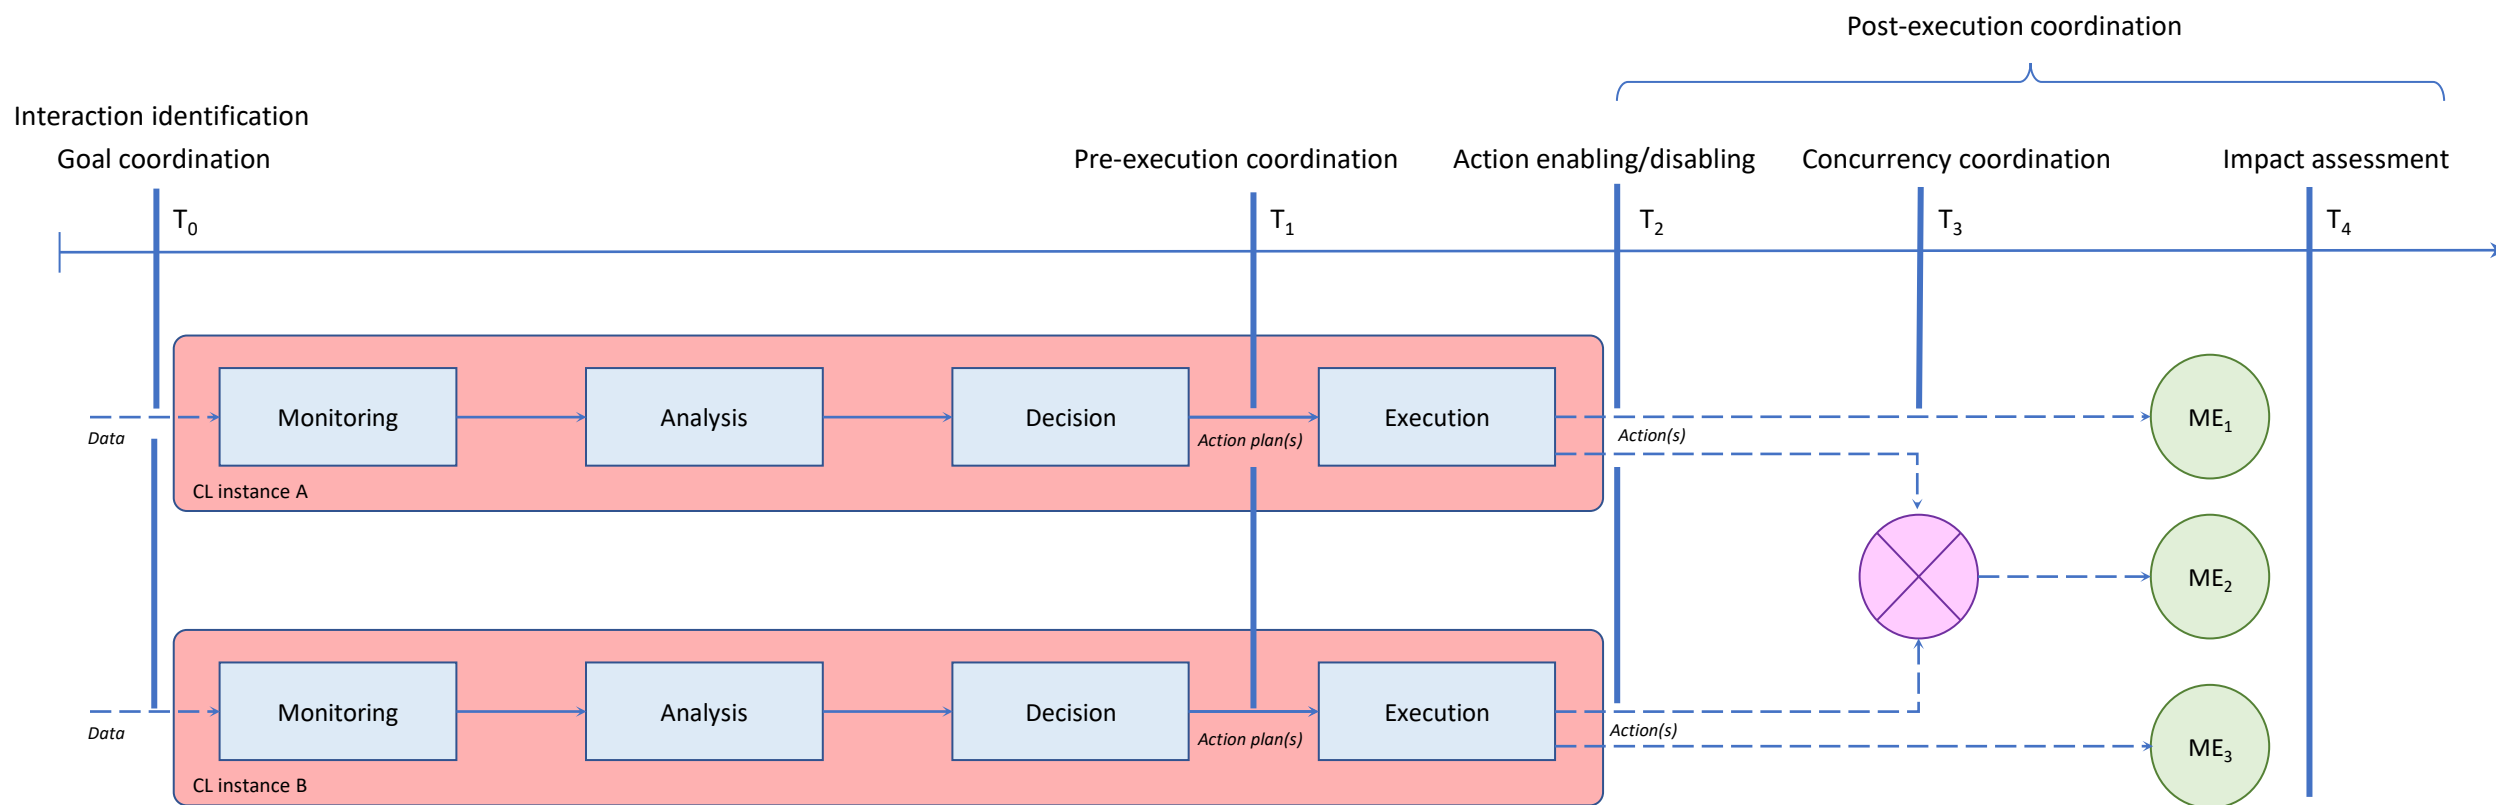 Post-execution coordination
Interaction identification
Goal coordination
Pre-execution coordination
Action enabling/disabling
Concurrency coordination
Impact assessment
T0
T1
T2
T3
T4
Data
Monitoring
Analysis
Decision
Action plan(s)
Execution
Action(s)
ME1
CL instance A
ME2
Data
Monitoring
Analysis
Decision
Action plan(s)
Execution
Action(s)
ME3
CL instance B